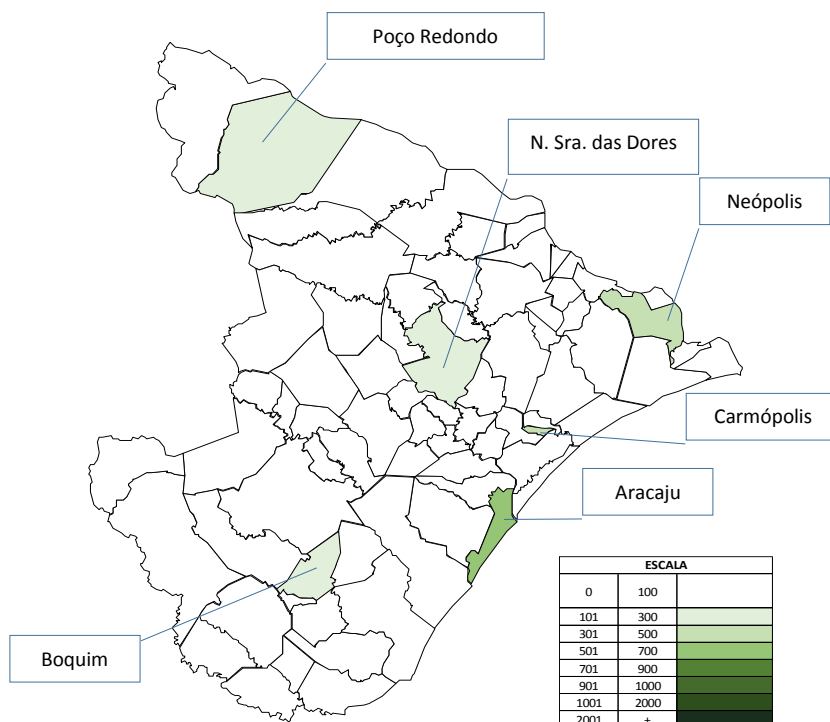 Poço Redondo
N. Sra. das Dores
Neópolis
Carmópolis
Aracaju
Boquim
ESCALA
0 100
101 300
301 500
501 700
701 900
901 1000
1001 2000
2001 +